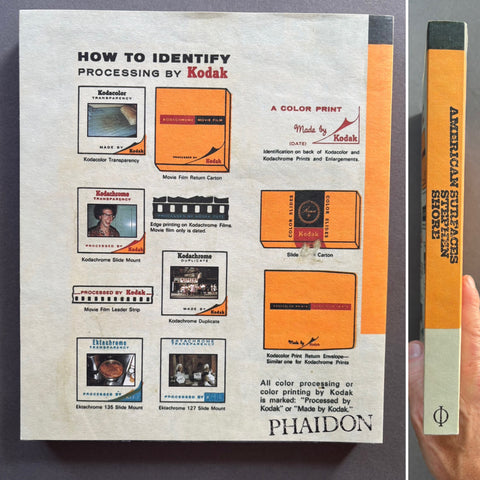 HOW TO IDENTIFY
PROCESSING BY Kodak
Kodacolor
TRANSPARENCY
MADE BY
Kodacolor Transparency
KODACHROME MOVIE FILM
PROCESSED BY Kodak
Movie Film Return Carton
A COLOR PRINT
Made by
(DATE)
Kodak
Identification on back of Kodacolor and
Kodachrome Prints and Enlargements.
Kodachrome
TRANSPARENCY
PROCESSED BY Kodak
Kodachrome Slide Mount
Edge printing on Kodachrome Films.
Movie film only is dated.
COLOR SLIDES
COLOR SLIDES
Kodak
Slide Carton
PROCESSED BY Kodak
Movie Film Leader Strip
Kodachrome
DUPLICATE
MADE BY Kodak
Kodachrome Duplicate
Made by Kodak
Kodacolor Print Return Envelope—
Similar one for Kodachrome Prints
Ektachrome
TRANSPARENCY
PROCESSED BY
Ektachrome 135 Slide Mount
EKTACHROME
TRANSPARENCY
PROCESSED BY
Ektachrome 127 Slide Mount
All color processing or
color printing by Kodak
is marked: "Processed by
Kodak" or "Made by Kodak."
PHAIDON
AMERICAN SURFACES
STEPHEN
SHORE